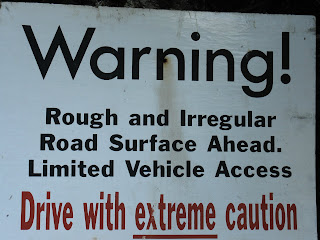 Warning!
Rough and Irregular
Road Surface Ahead.
Limited Vehicle Access
Drive with extreme caution